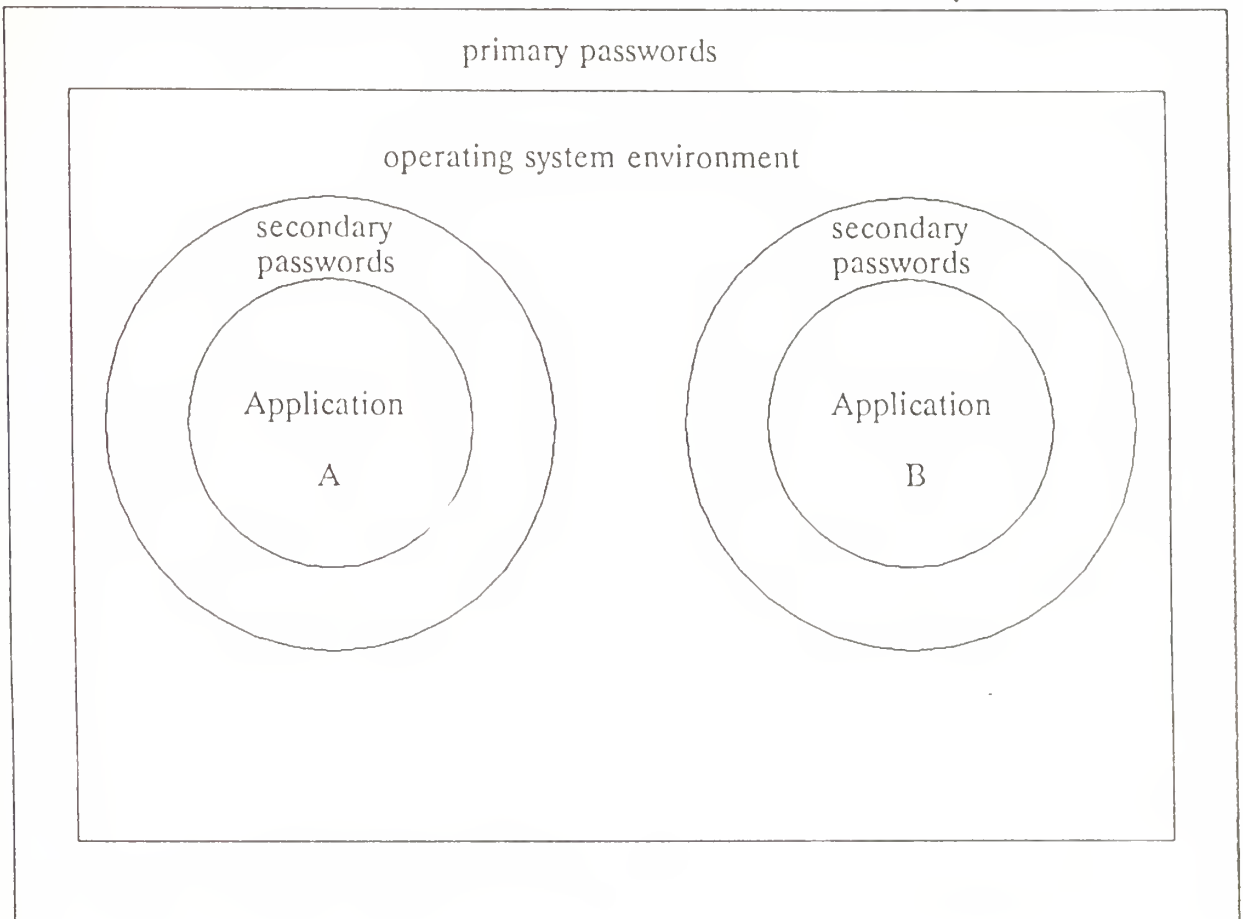 primary passwords
operating system environment
secondary
passwords
Application
A
secondary
passwords
Application
B